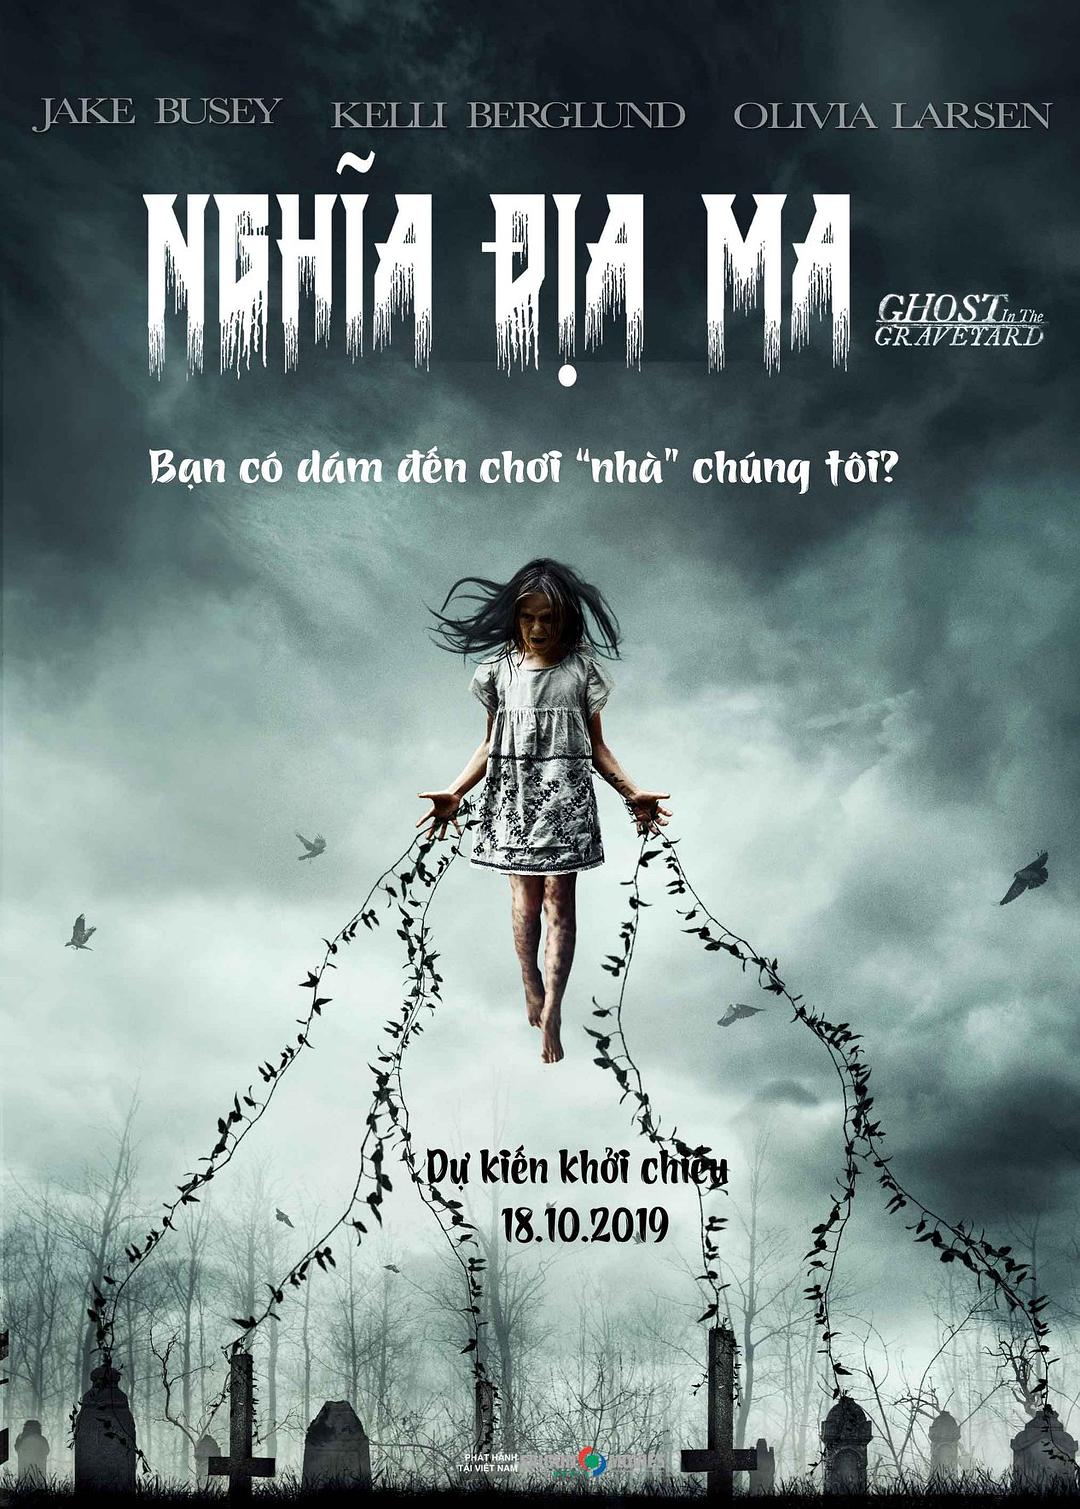 JAKE BUSEY KELLI BERGLUND OLIVIA LARSEN
NGHĨA ĐỊA MA
GHOST In The
GRAVEYARD
Bạn có dám đến chơi “nhà” chúng tôi?
Dự kiến khởi chiếu
18.10.2019
PHÁT HÀNH
TẠI VIỆT NAM